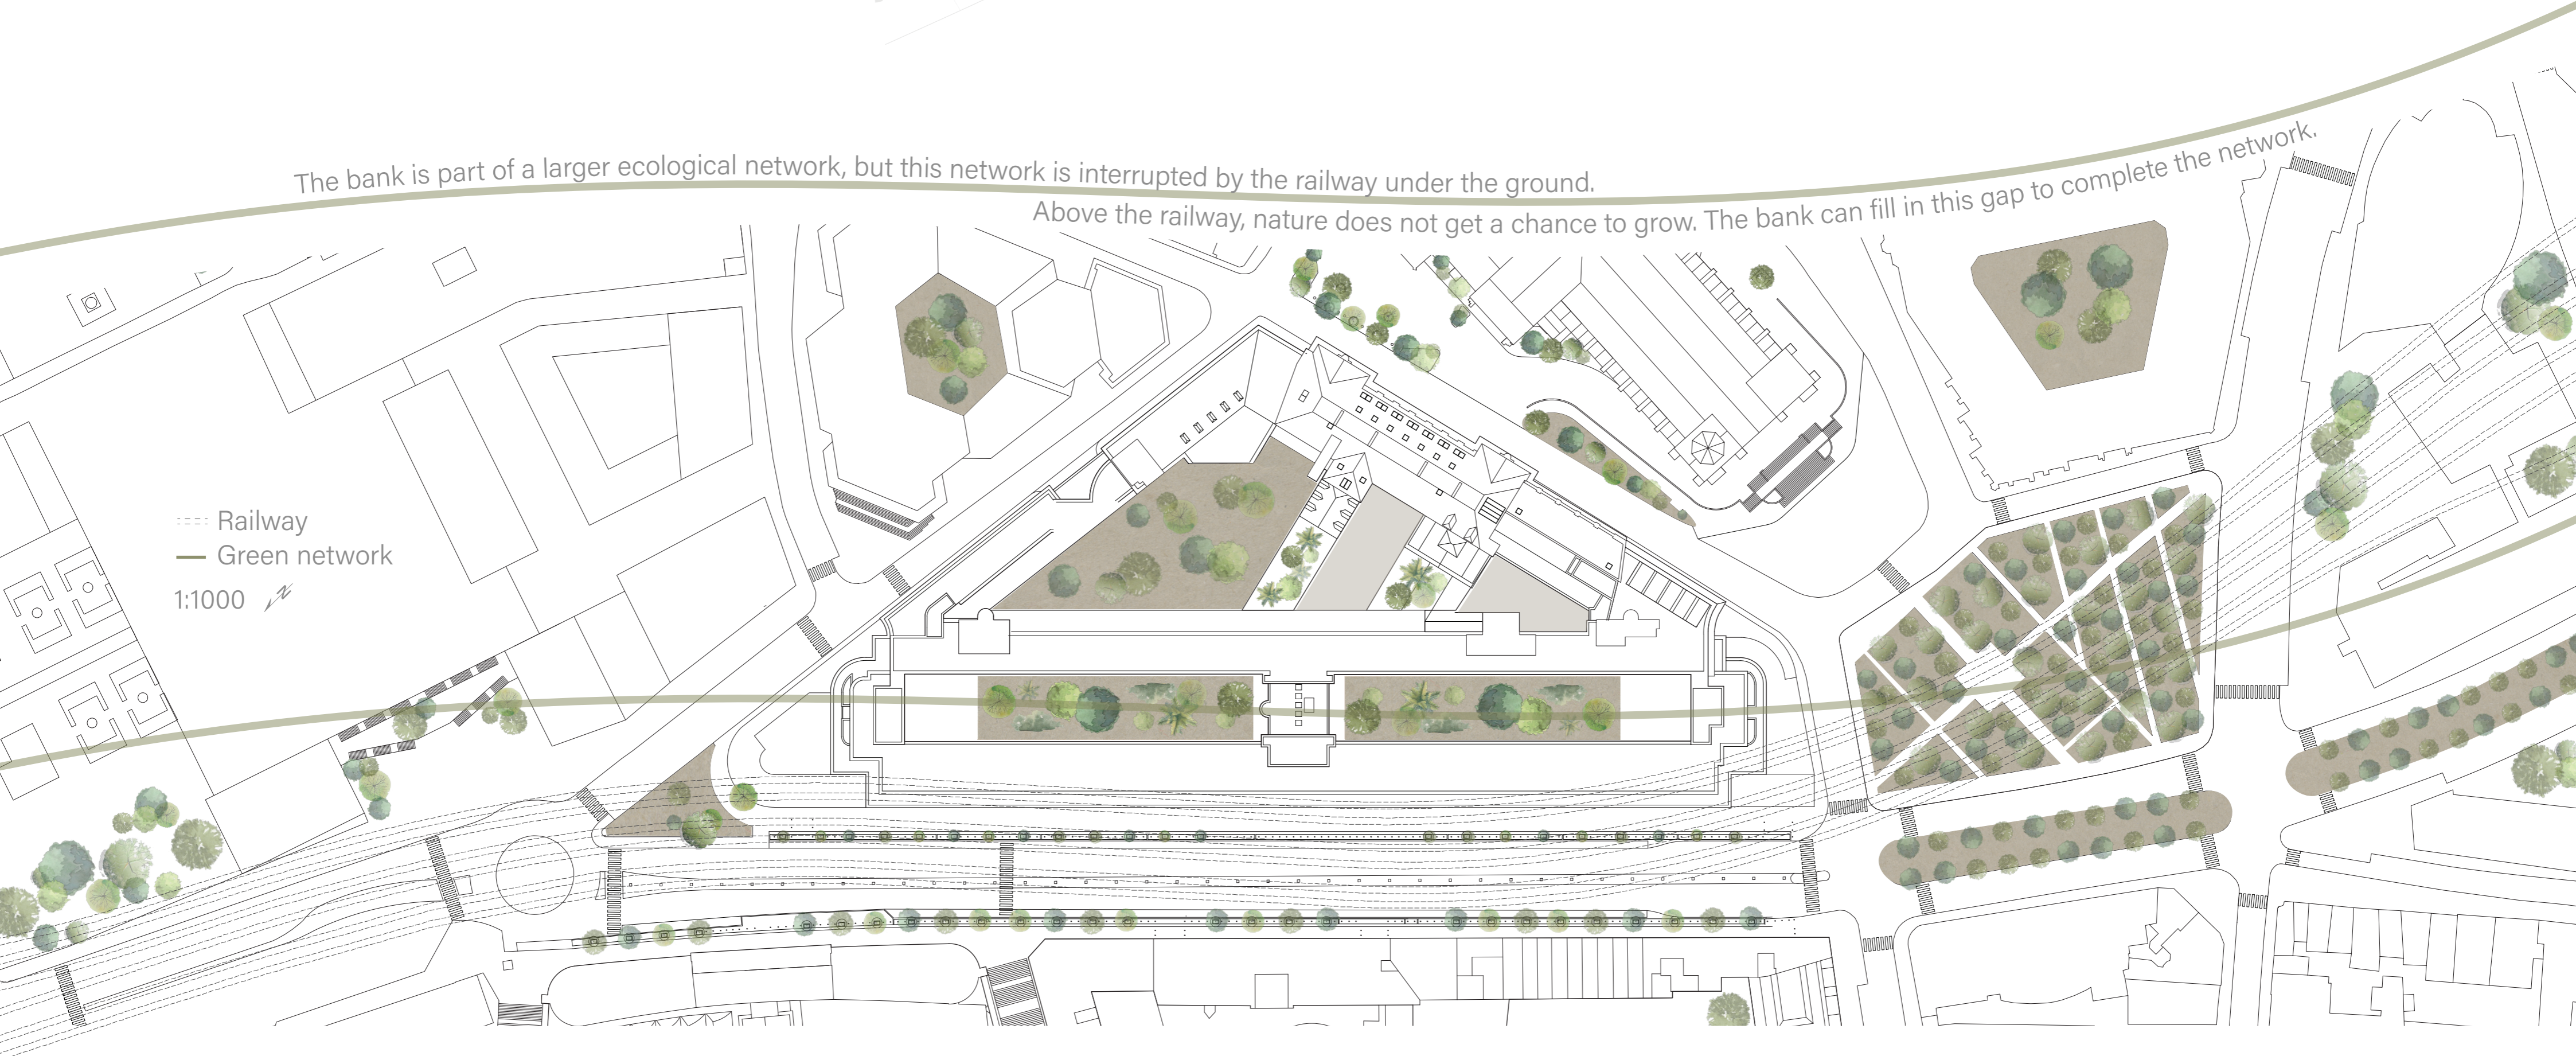 The bank is part of a larger ecological network, but this network is interrupted by the railway under the ground.
Above the railway, nature does not get a chance to grow. The bank can fill in this gap to complete the network.
Railway
Green network
1:1000